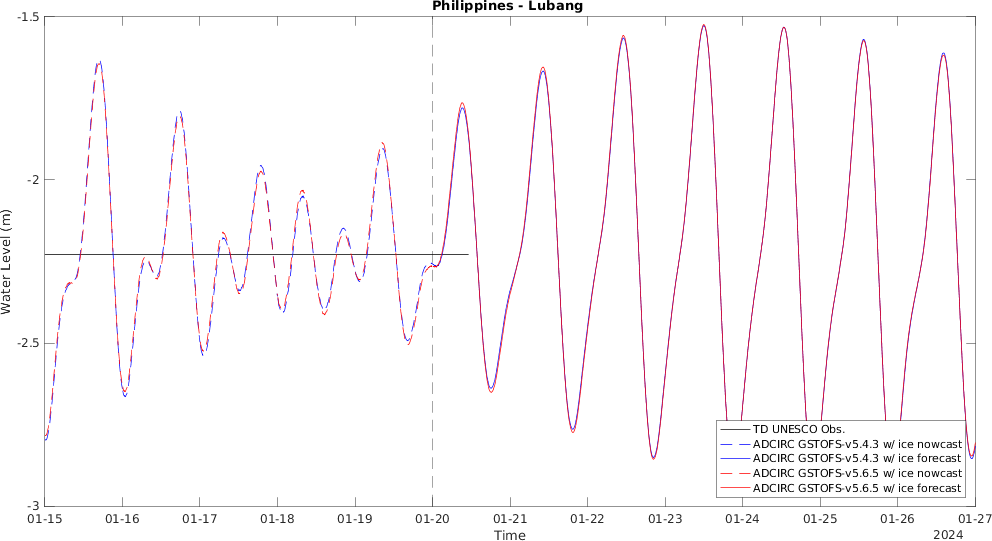 Philippines - Lubang
-1.5
-2
-2.5
-3
Water Level (m)
TD UNESCO Obs.
ADCIRC GSTOFS-v5.4.3 w/ ice nowcast
ADCIRC GSTOFS-v5.4.3 w/ ice forecast
ADCIRC GSTOFS-v5.6.5 w/ ice nowcast
ADCIRC GSTOFS-v5.6.5 w/ ice forecast
01-15 01-16 01-17 01-18 01-19 01-20 01-21 01-22 01-23 01-24 01-25 01-26 01-27
Time
2024